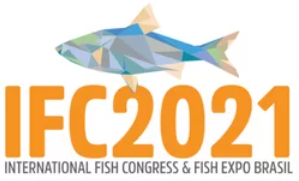 IFC2021
INTERNATIONAL FISH CONGRESS & FISH EXPO BRASIL